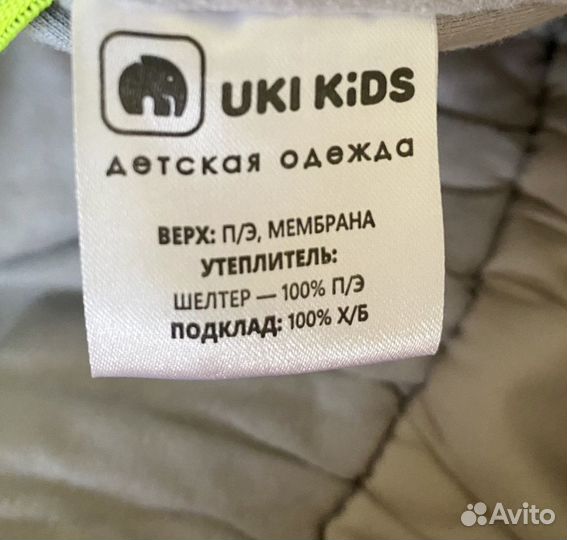 UKI KiDS
детская одежда
ВЕРХ: П/Э, МЕМБРАНА
УТЕПЛИТЕЛЬ:
ШЕЛТЕР — 100% П/Э
ПОДКЛАД: 100% Х/Б
Avito